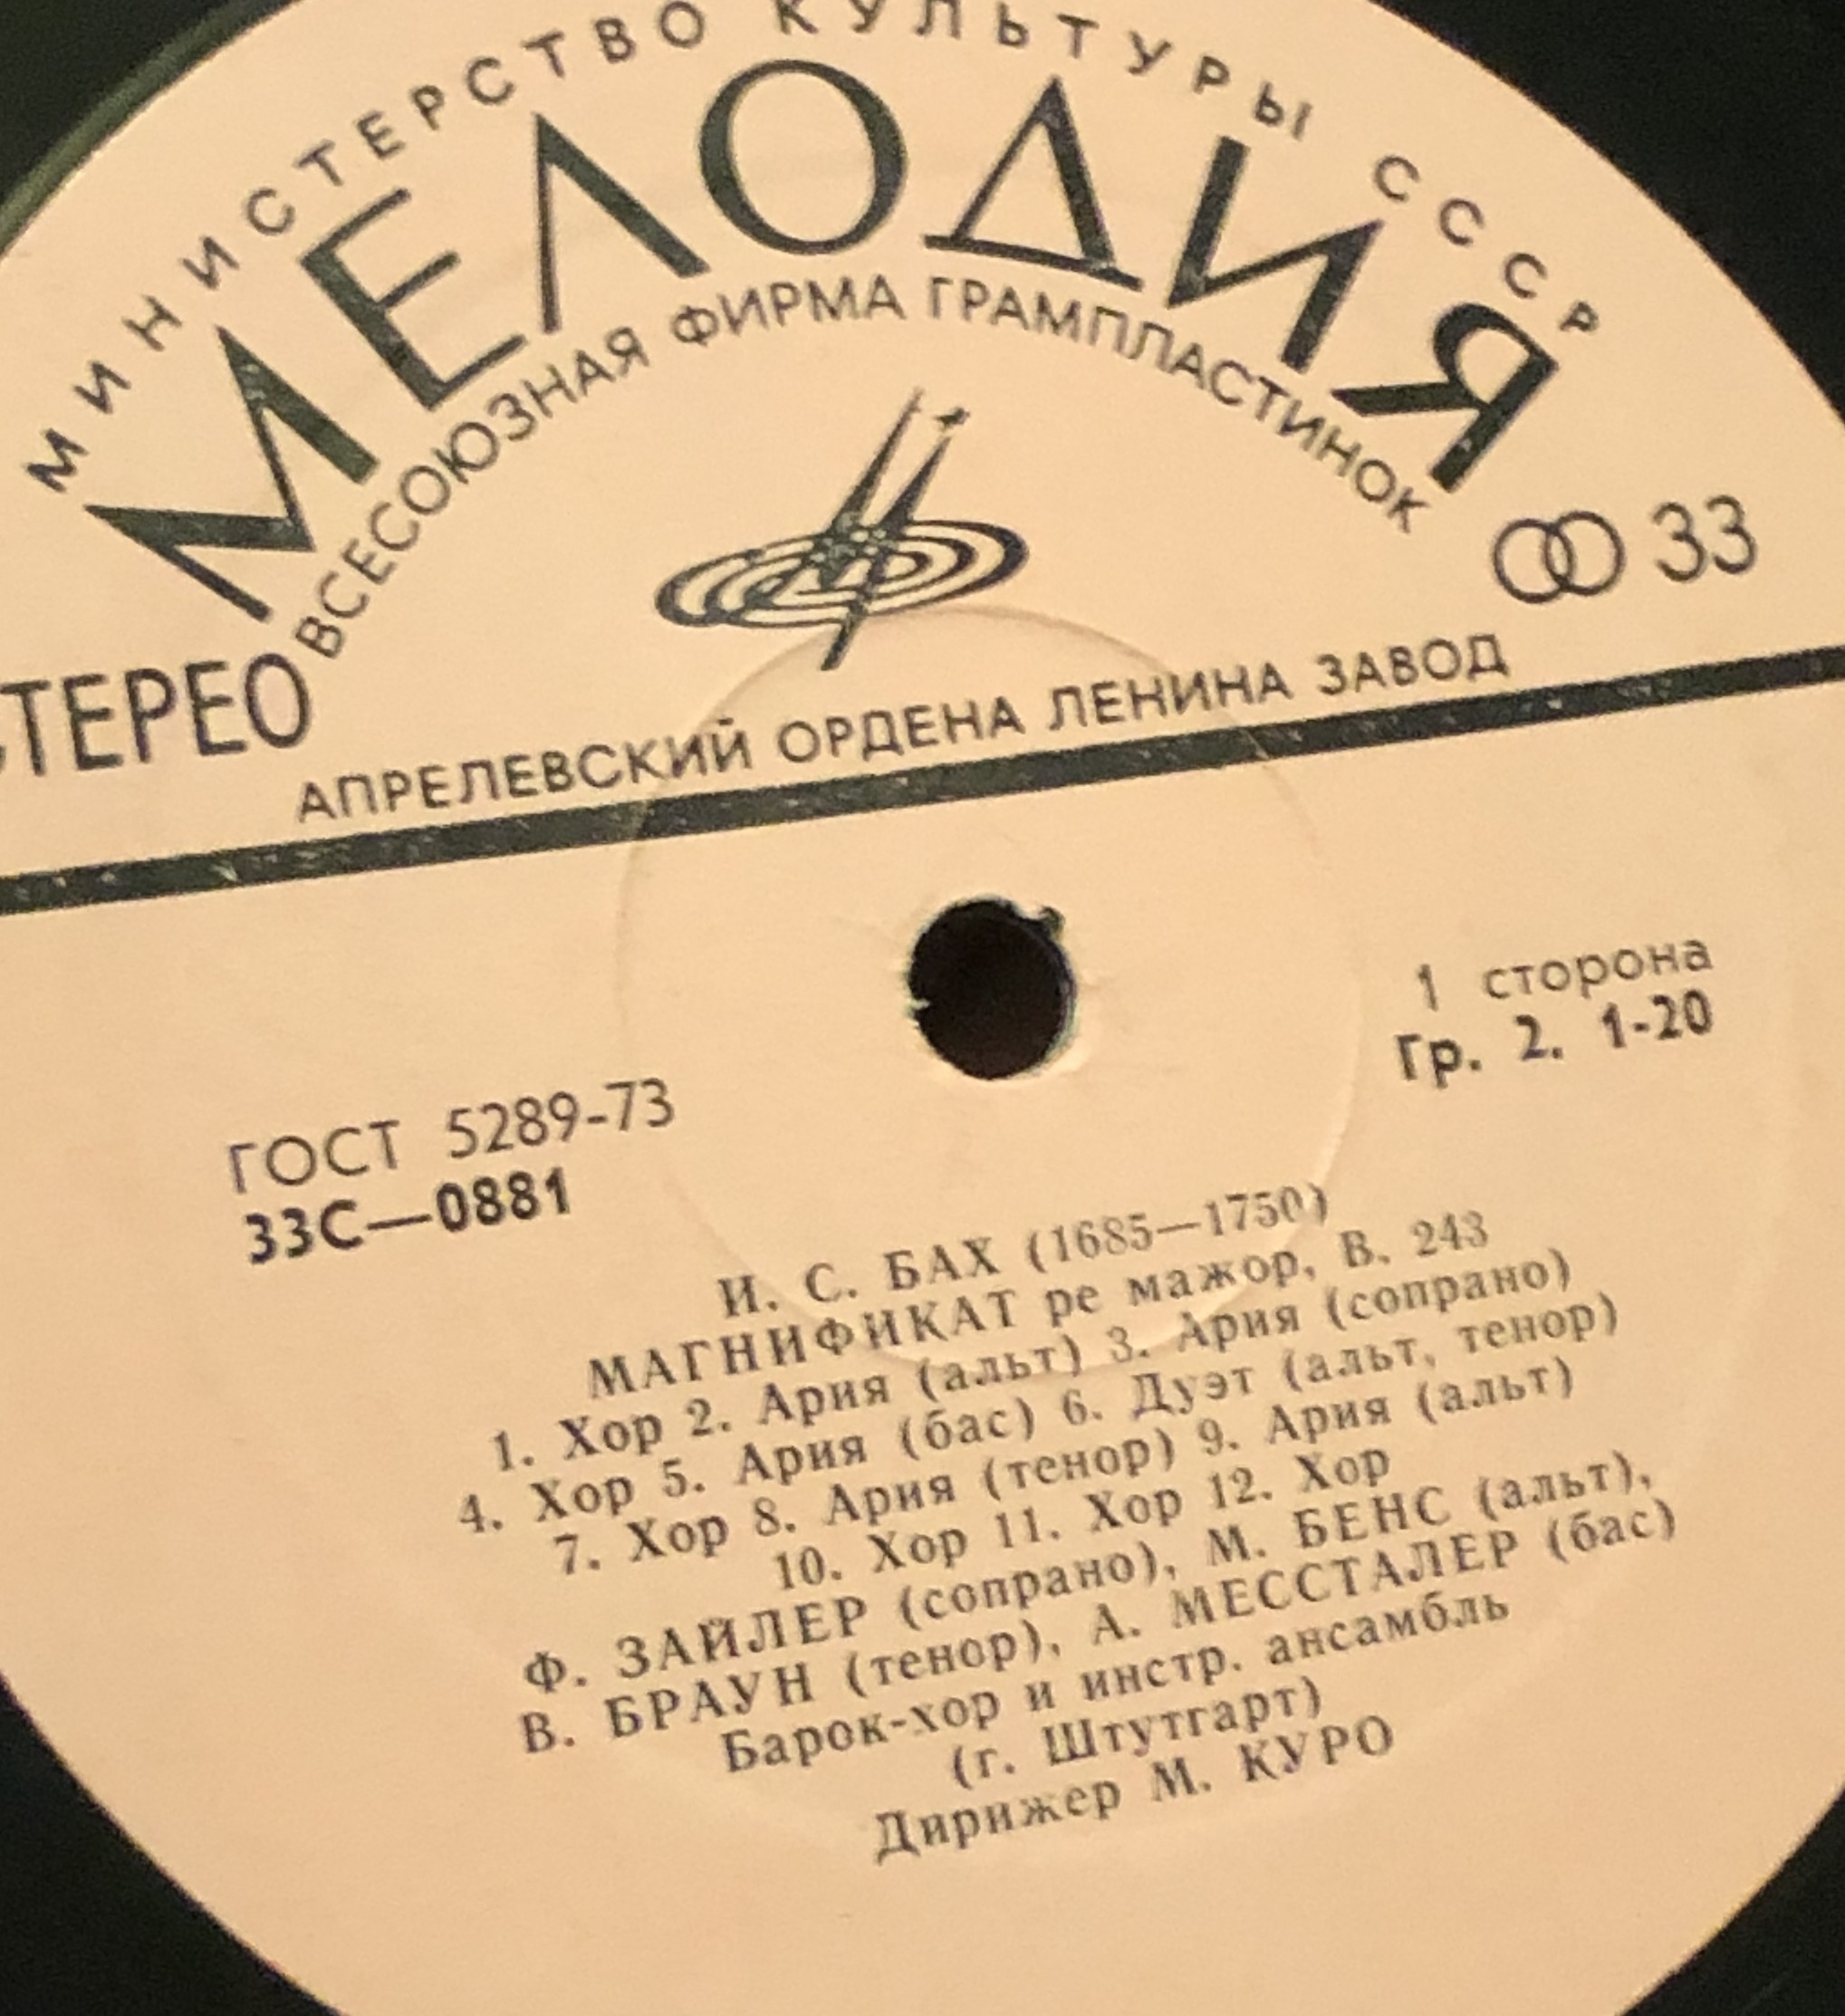 МИНИСТЕРСТВО КУЛЬТУРЫ СССР
МЕЛОДИЯ
ВСЕСОЮЗНАЯ ФИРМА ГРАМПЛАСТИНОК
33
СТЕРЕО
АПРЕЛЕВСКИЙ ОРДЕНА ЛЕНИНА ЗАВОД
1 сторона
Гр. 2. 1-20
ГОСТ 5289-73
33С—0881
И. С. БАХ (1685—1750)
МАГНИФИКАТ ре мажор, В. 243
1. Хор 2. Ария (альт) 3. Ария (сопрано)
4. Хор 5. Ария (бас) 6. Дуэт (альт, тенор)
7. Хор 8. Ария (тенор) 9. Ария (альт)
10. Хор 11. Хор 12. Хор
Ф. ЗАЙЛЕР (сопрано), М. БЕНС (альт),
В. БРАУН (тенор), А. МЕССТАЛЕР (бас)
Барок-хор и инстр. ансамбль
(г. Штутгарт)
Дирижер М. КУРО